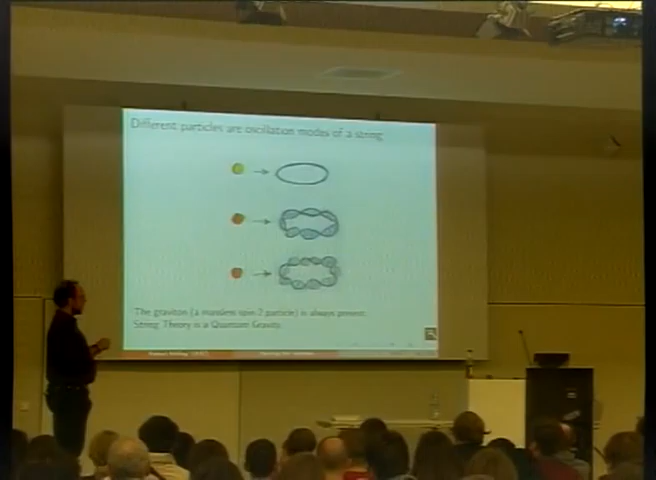 Different particles are oscillation modes of a string
The graviton (a massless spin 2 particle) is always present.
String Theory is a Quantum Gravity.